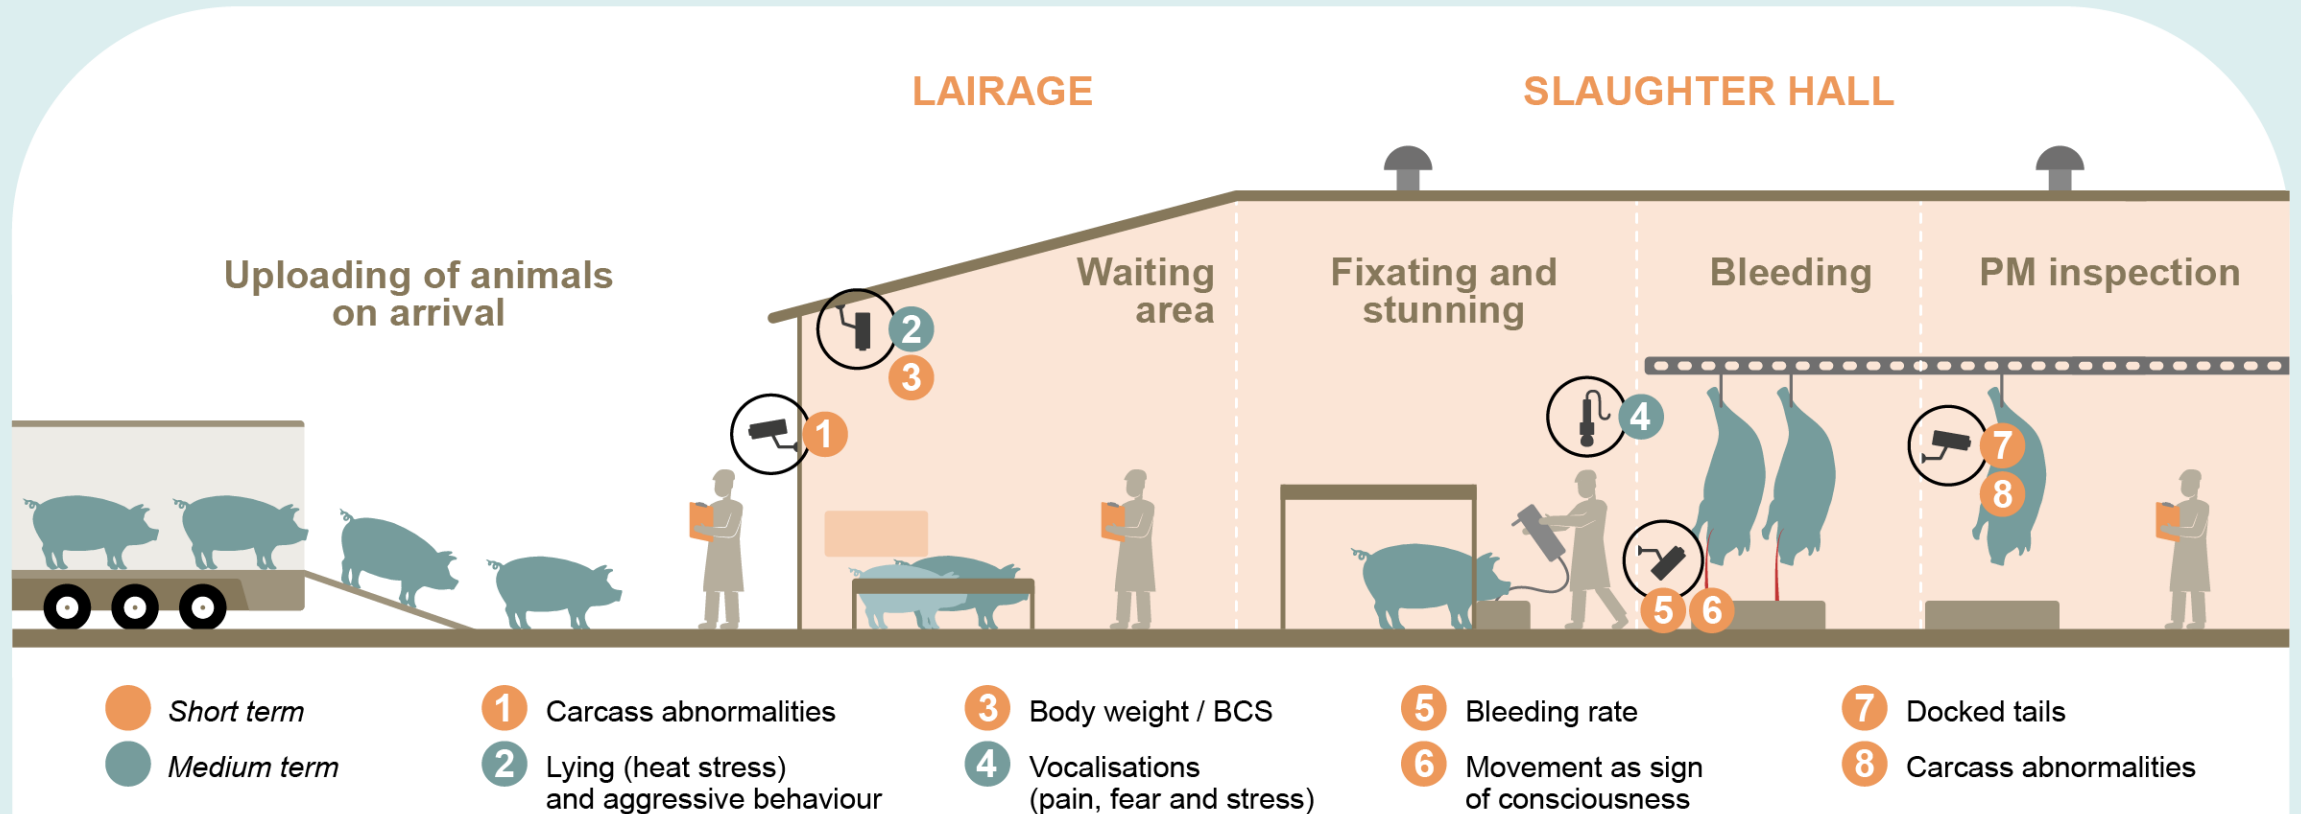 LAIRAGE
SLAUGHTER HALL
Uploading of animals
on arrival
Waiting
area
Fixating and
stunning
Bleeding
PM inspection
2
3
1
4
5 6
7
8
Short term
Medium term
1 Carcass abnormalities
2 Lying (heat stress)
and aggressive behaviour
3 Body weight / BCS
4 Vocalisations
(pain, fear and stress)
5 Bleeding rate
6 Movement as sign
of consciousness
7 Docked tails
8 Carcass abnormalities